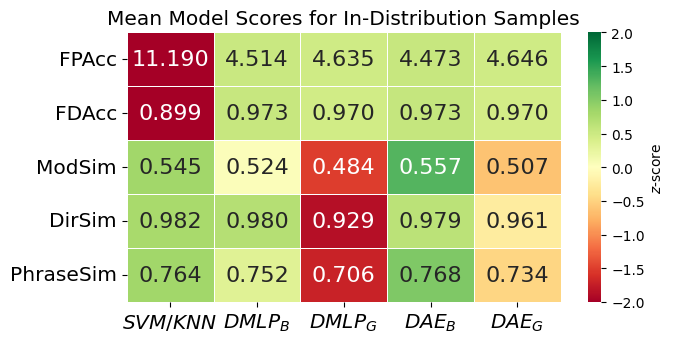 Mean Model Scores for In-Distribution Samples
FPAcc 11.190 4.514 4.635 4.473 4.646
FDAcc 0.899 0.973 0.970 0.973 0.970
ModSim 0.545 0.524 0.484 0.557 0.507
DirSim 0.982 0.980 0.929 0.979 0.961
PhraseSim 0.764 0.752 0.706 0.768 0.734
SVM/KNN DMLP_B DMLP_G DAE_B DAE_G
2.0
1.5
1.0
0.5
0.0
−0.5
−1.0
−1.5
−2.0
z-score